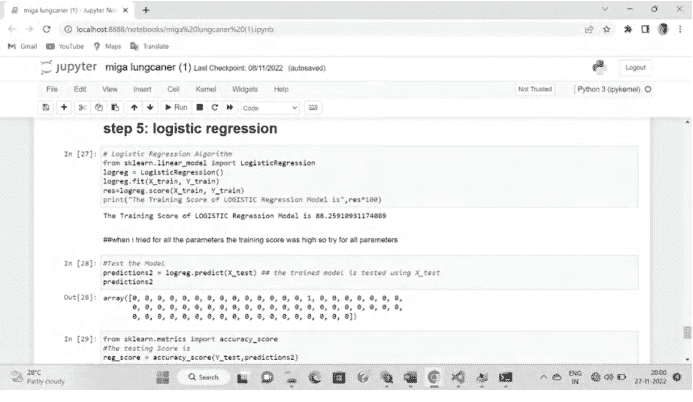 miga lungcaner (1) - Jupyter Not
localhost:8888/notebooks/miga%20lungcaner%20(1).ipynb
Gmail YouTube Maps Translate
jupyter miga lungcaner (1) Last Checkpoint: 08/11/2022 (autosaved)
Logout
File Edit View Insert Cell Kernel Widgets Help
Not Trusted Python 3 (ipykernel)
Run Code
step 5: logistic regression
In [27]: # Logistic Regression Algorithm
from sklearn.linear_model import LogisticRegression
logreg = LogisticRegression()
logreg.fit(X_train, Y_train)
res=logreg.score(X_train, Y_train)
print("The Training Score of LOGISTIC Regression Model is",res*100)
The Training Score of LOGISTIC Regression Model is 88.25910931174089
##when i tried for all the parameters the training score was high so try for all parameters
In [28]: #Test the Model
predictions2 = logreg.predict(X_test) ## the trained model is tested using X_test
predictions2
Out[28]: array([0, 0, 0, 0, 0, 0, 0, 0, 0, 0, 0, 0, 0, 0, 1, 0, 0, 0, 0, 0, 0, 0,
0, 0, 0, 0, 0, 0, 0, 0, 0, 0, 0, 0, 0, 0, 0, 0, 0, 0, 0, 0, 0, 0,
0, 0, 0, 0, 0, 0, 0, 0, 0, 0, 0, 0, 0, 0, 0, 0, 0, 0])
In [29]: from sklearn.metrics import accuracy_score
#The testing Score is
reg_score = accuracy_score(Y_test,predictions2)
28°C
Partly cloudy
Search
ENG
IN
20:00
27-11-2022